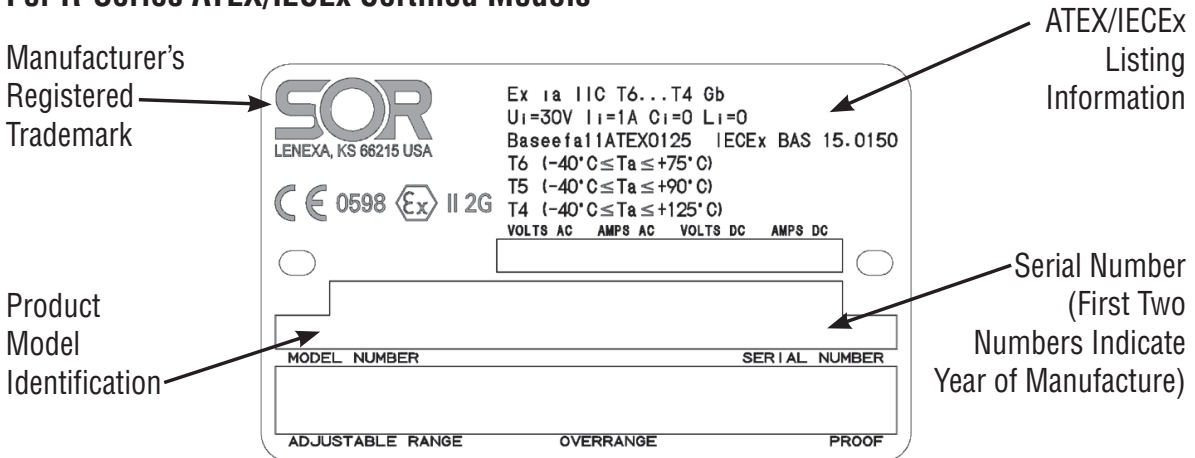 For R-Series ATEX/IECEx Certified Models
Manufacturer's
Registered
Trademark
ATEX/IECEx
Listing
Information
SOR
LENEXA, KS 66215 USA
CE 0598 Ex II 2G
Ex ia IIC T6...T4 Gb
Ui=30V Ii=1A Ci=0 Li=0
Baseefa11ATEX0125 IECEx BAS 15.0150
T6 (-40°C≤Ta≤+75°C)
T5 (-40°C≤Ta≤+90°C)
T4 (-40°C≤Ta≤+125°C)
VOLTS AC AMPS AC VOLTS DC AMPS DC
Product
Model
Identification
Serial Number
(First Two
Numbers Indicate
Year of Manufacture)
MODEL NUMBER SERIAL NUMBER
ADJUSTABLE RANGE OVERRANGE PROOF